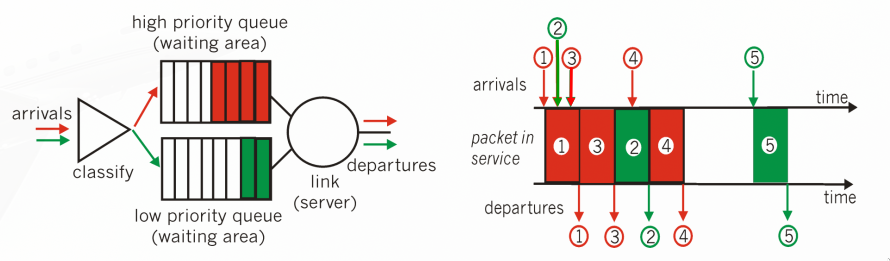 high priority queue
(waiting area)
arrivals
classify
low priority queue
(waiting area)
link
(server)
departures
2
1
3
4
5
arrivals
time
packet in
service
1
3
2
4
5
time
departures
1
3
2
4
5